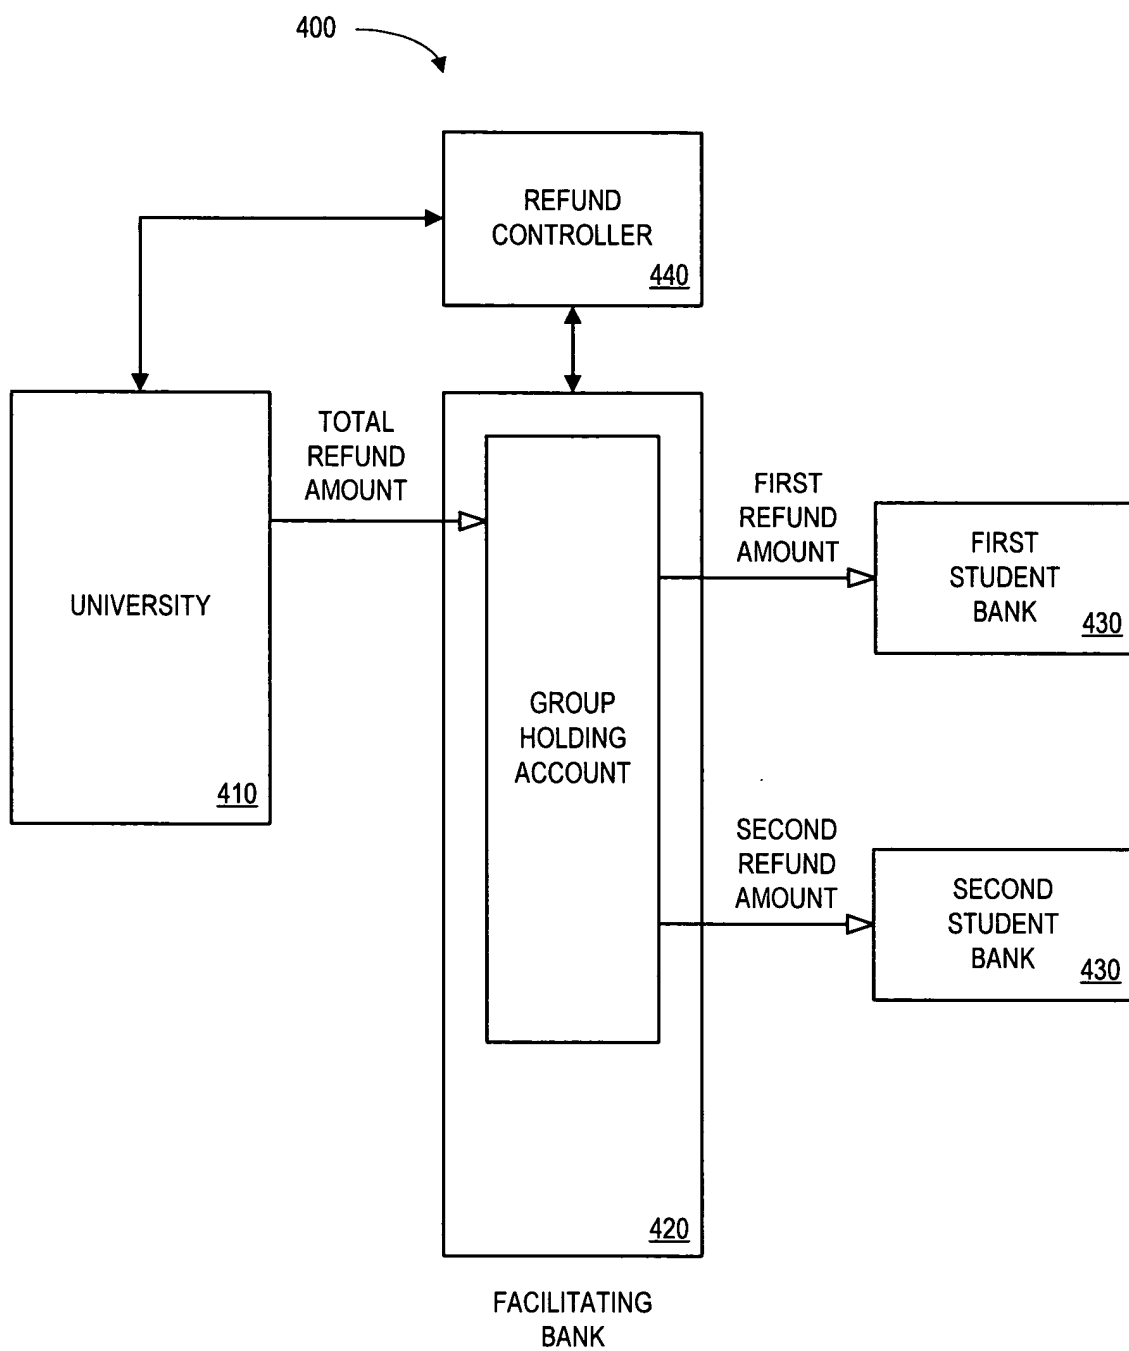 400
REFUND
CONTROLLER
440
TOTAL
REFUND
AMOUNT
UNIVERSITY
410
GROUP
HOLDING
ACCOUNT
FIRST
REFUND
AMOUNT
FIRST
STUDENT
BANK
430
SECOND
REFUND
AMOUNT
SECOND
STUDENT
BANK
430
420
FACILITATING
BANK